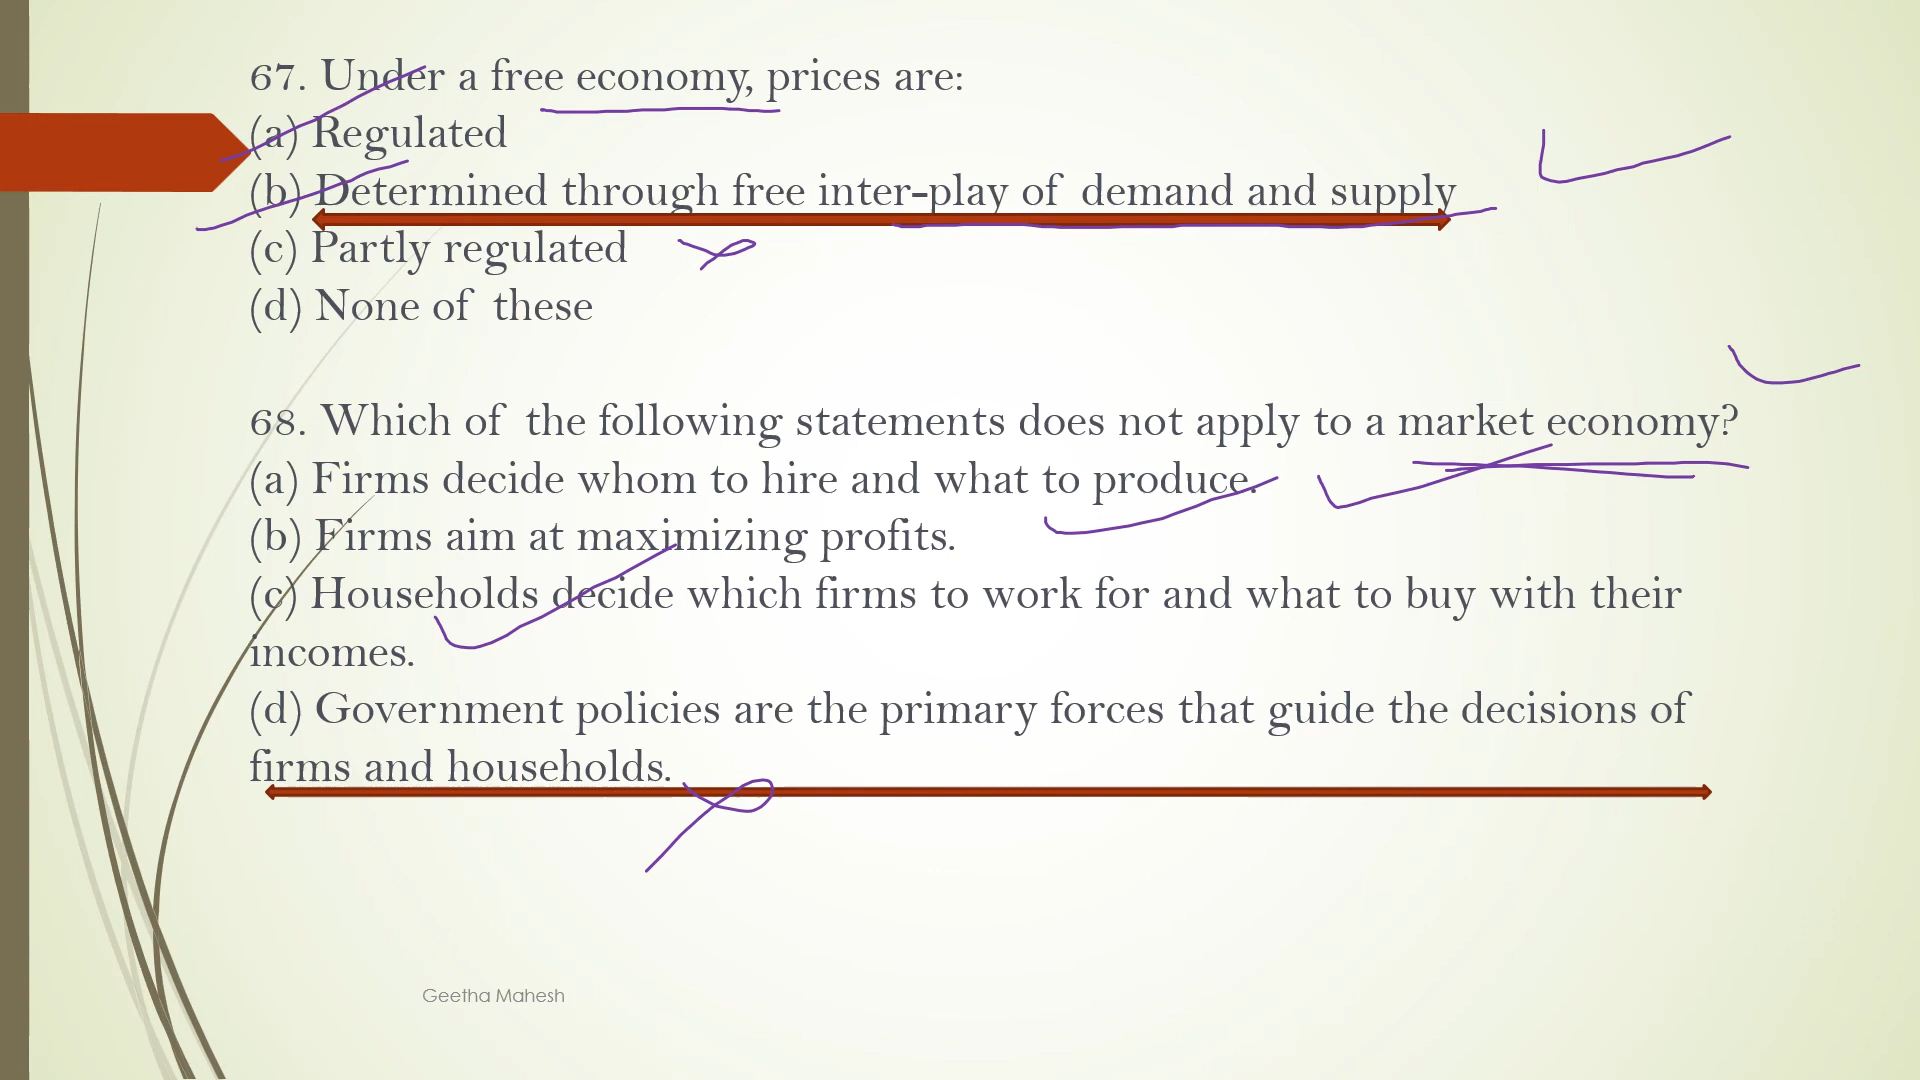 67. Under a free economy, prices are:
(a) Regulated
(b) Determined through free inter-play of demand and supply
(c) Partly regulated
(d) None of these
68. Which of the following statements does not apply to a market economy?
(a) Firms decide whom to hire and what to produce.
(b) Firms aim at maximizing profits.
(c) Households decide which firms to work for and what to buy with their
incomes.
(d) Government policies are the primary forces that guide the decisions of
firms and households.
Geetha Mahesh